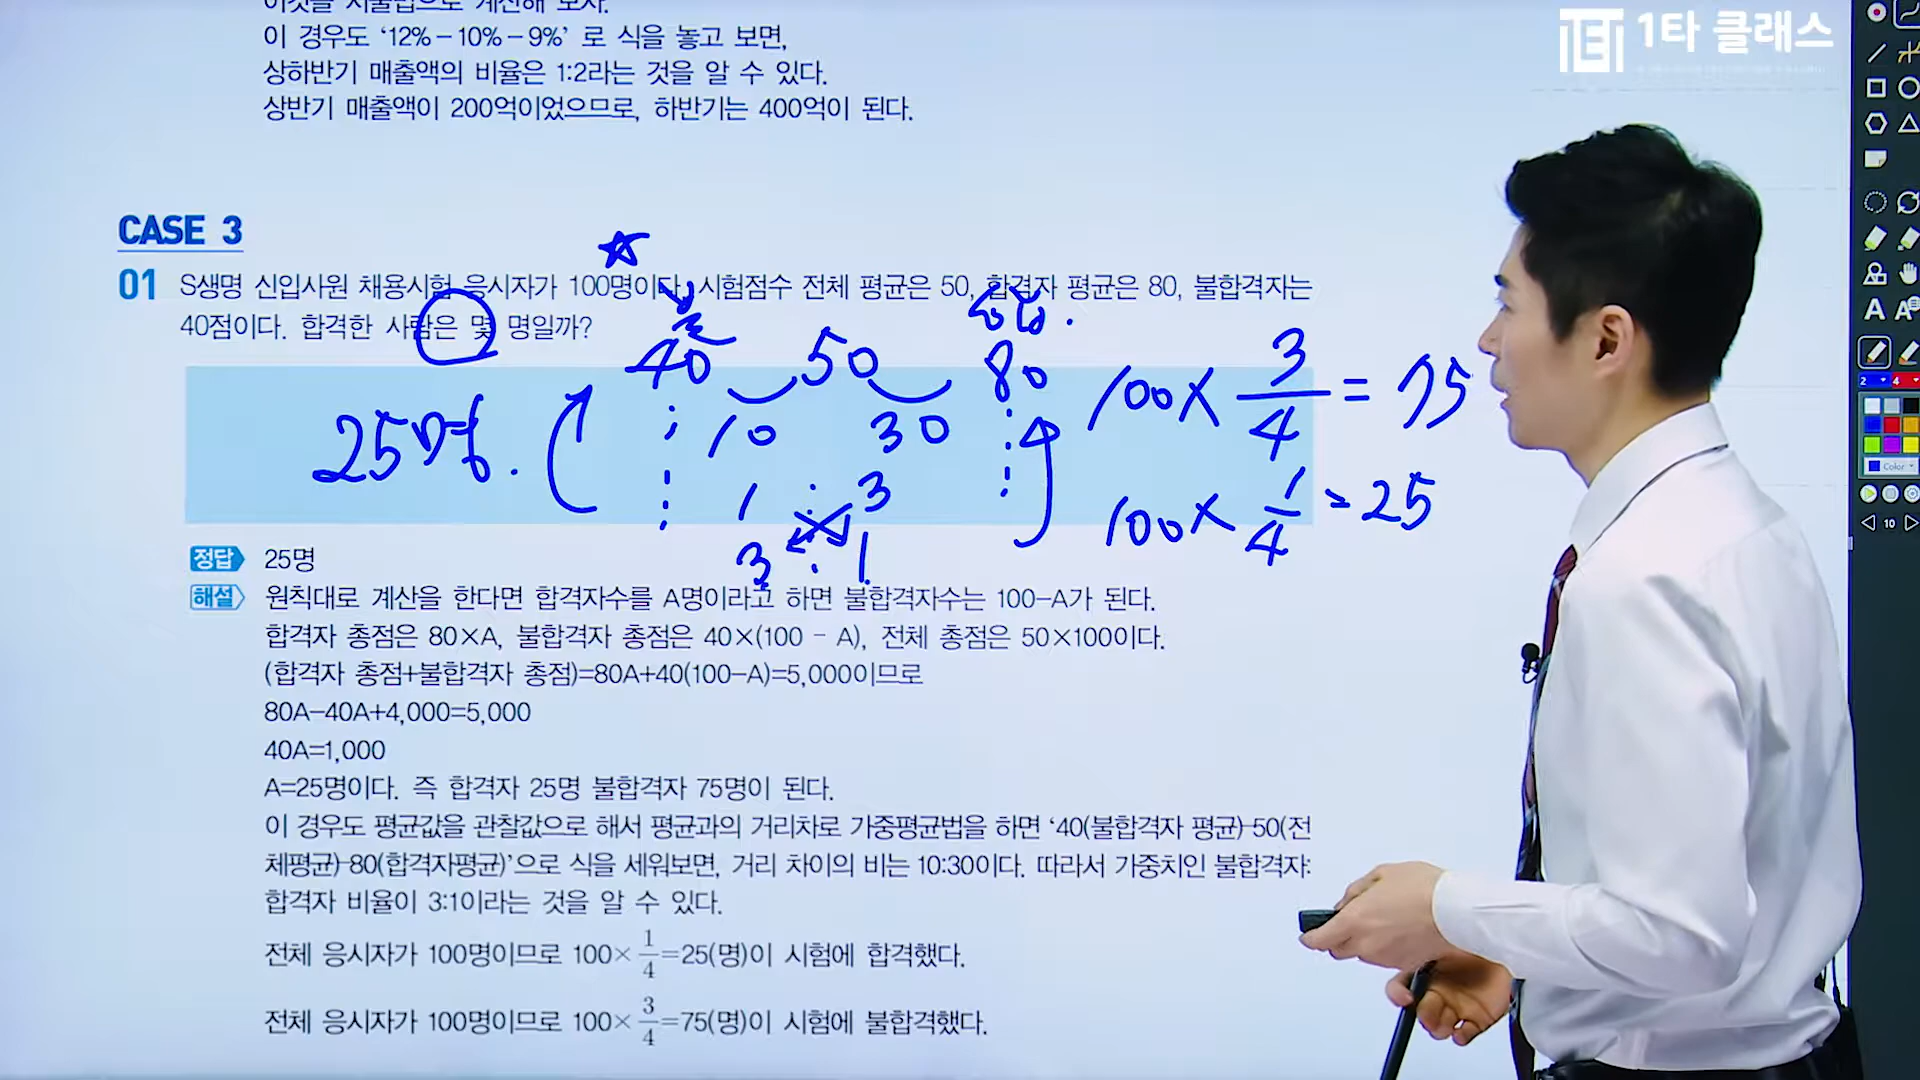 이 경우도 ‘12%-10%-9%’ 로 식을 놓고 보면,
상하반기 매출액의 비율은 1:2라는 것을 알 수 있다.
상반기 매출액이 200억이었으므로, 하반기는 400억이 된다.
1타 클래스
CASE 3
01 S생명 신입사원 채용시험 응시자가 100명이다. 시험점수 전체 평균은 50, 합격자 평균은 80, 불합격자는
40점이다. 합격한 사람은 몇 명일까?
40 50 80
10 30
1 : 3
3 : 1
25명.
100 × 3/4 = 75
100 × 1/4 = 25
정답 25명
해설 원칙대로 계산을 한다면 합격자수를 A명이라고 하면 불합격자수는 100-A가 된다.
합격자 총점은 80×A, 불합격자 총점은 40×(100 - A), 전체 총점은 50×100이다.
(합격자 총점+불합격자 총점)=80A+40(100-A)=5,000이므로
80A-40A+4,000=5,000
40A=1,000
A=25명이다. 즉 합격자 25명 불합격자 75명이 된다.
이 경우도 평균값을 관찰값으로 해서 평균과의 거리차로 가중평균법을 하면 ‘40(불합격자 평균)-50(전
체평균)-80(합격자평균)’으로 식을 세워보면, 거리 차이의 비는 10:30이다. 따라서 가중치인 불합격자:
합격자 비율이 3:1이라는 것을 알 수 있다.
전체 응시자가 100명이므로 100×1/4=25(명)이 시험에 합격했다.
전체 응시자가 100명이므로 100×3/4=75(명)이 시험에 불합격했다.
Color
10